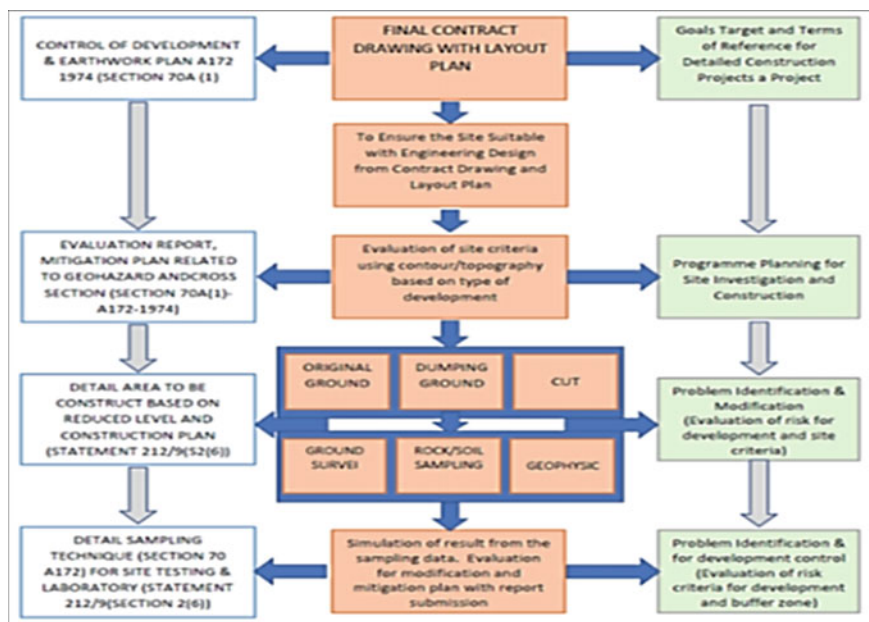 CONTROL OF DEVELOPMENT
& EARTHWORK PLAN A172
1974 (SECTION 70A (1)
FINAL CONTRACT
DRAWING WITH LAYOUT
PLAN
Goals Target and Terms
of Reference for
Detailed Construction
Projects a Project
To Ensure the Site Suitable
with Engineering Design
from Contract Drawing and
Layout Plan
EVALUATION REPORT,
MITIGATION PLAN RELATED
TO GEOHAZARD ANDCROSS
SECTION (SECTION 70A(1)-
A172-1974)
Evaluation of site criteria
using contour/topography
based on type of
development
Programme Planning for
Site Investigation and
Construction
ORIGINAL
GROUND
DUMPING
GROUND
CUT
DETAIL AREA TO BE
CONSTRUCT BASED ON
REDUCED LEVEL AND
CONSTRUCTION PLAN
(STATEMENT 212/9(S2(6))
GROUND
SURVEI
ROCK/SOIL
SAMPLING
GEOPHYSIC
Problem Identification &
Modification
(Evaluation of risk for
development and site
criteria)
DETAIL SAMPLING
TECHNIQUE (SECTION 70
A172) FOR SITE TESTING &
LABORATORY (STATEMENT
212/9(SECTION 2(6))
Simulation of result from the
sampling data. Evaluation
for modification and
mitigation plan with report
submission
Problem Identification &
for development control
(Evaluation of risk
criteria for development
and buffer zone)